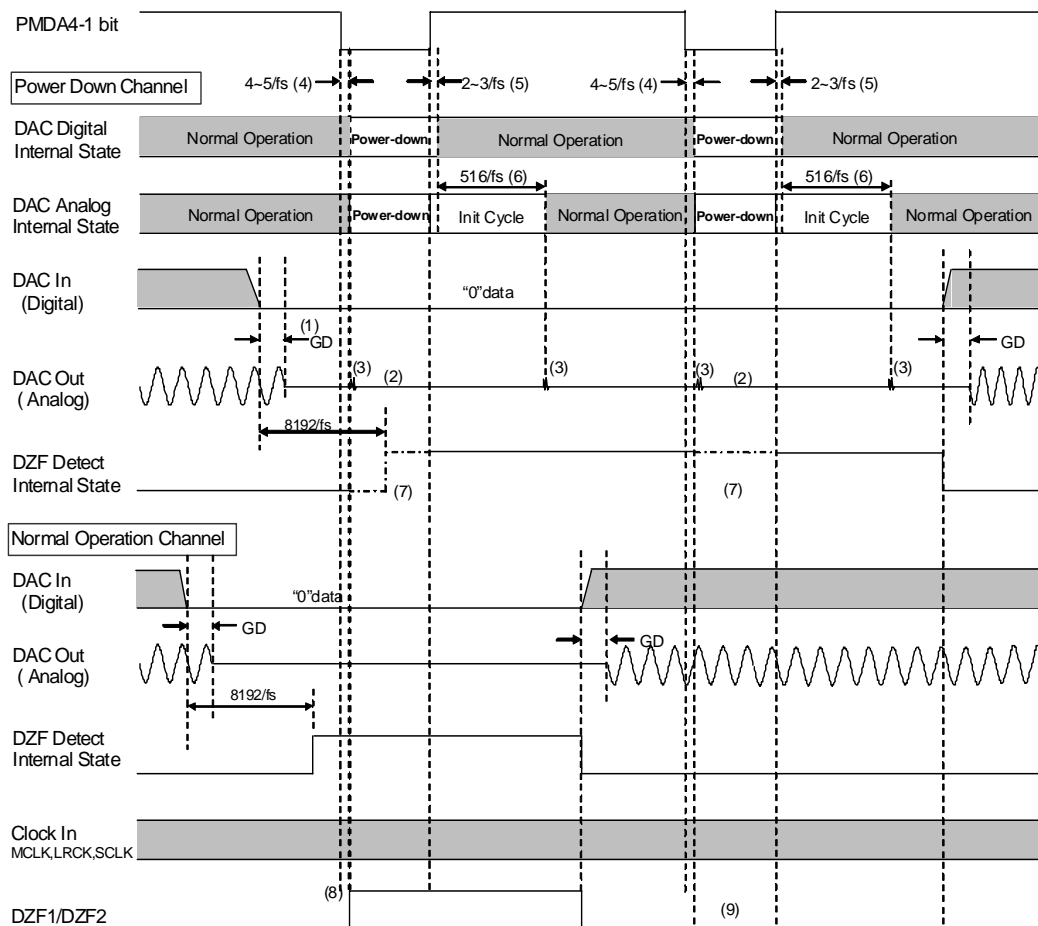 PMDA4-1 bit
Power Down Channel
4~5/fs (4)
2~3/fs (5)
4~5/fs (4)
2~3/fs (5)
DAC Digital
Internal State
Normal Operation
Power-down
Normal Operation
Power-down
Normal Operation
516/fs (6)
516/fs (6)
DAC Analog
Internal State
Normal Operation
Power-down
Init Cycle
Normal Operation
Power-down
Init Cycle
Normal Operation
DAC In
(Digital)
“0”data
(1)
GD
GD
DAC Out
( Analog)
(3)
(2)
(3)
(3)
(2)
(3)
8192/fs
DZF Detect
Internal State
(7)
(7)
Normal Operation Channel
DAC In
(Digital)
“0”data
GD
GD
DAC Out
( Analog)
8192/fs
DZF Detect
Internal State
Clock In
MCLK,LRCK,SCLK
(8)
DZF1/DZF2
(9)